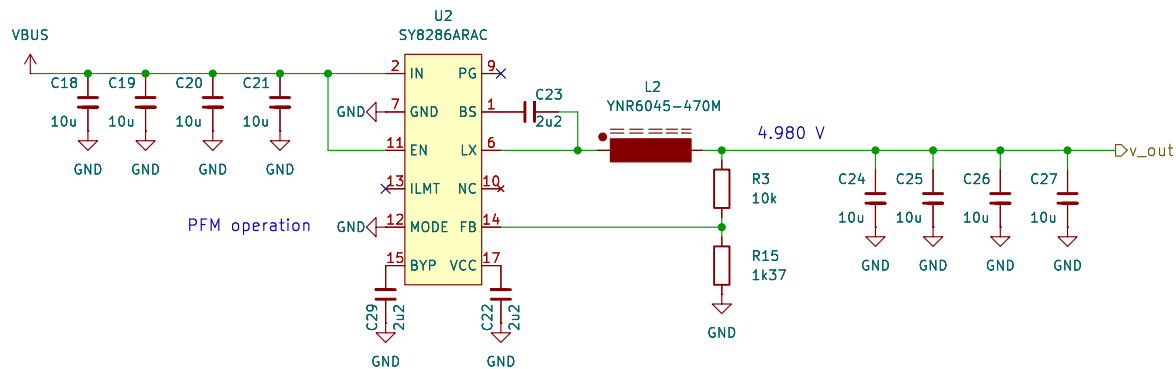 U2
SY8286ARAC
VBUS
C18
10u
GND
C19
10u
GND
C20
10u
GND
C21
10u
GND
2 IN
7 GND
GND
11 EN
13 ILMT
12 MODE
GND
15 BYP
PG 9
BS 1
LX 6
NC 10
FB 14
VCC 17
PFM operation
C29
2u2
GND
C22
2u2
GND
C23
2u2
L2
YNR6045-470M
4.980 V
R3
10k
R15
1k37
GND
C24
10u
GND
C25
10u
GND
C26
10u
GND
C27
10u
GND
v_out